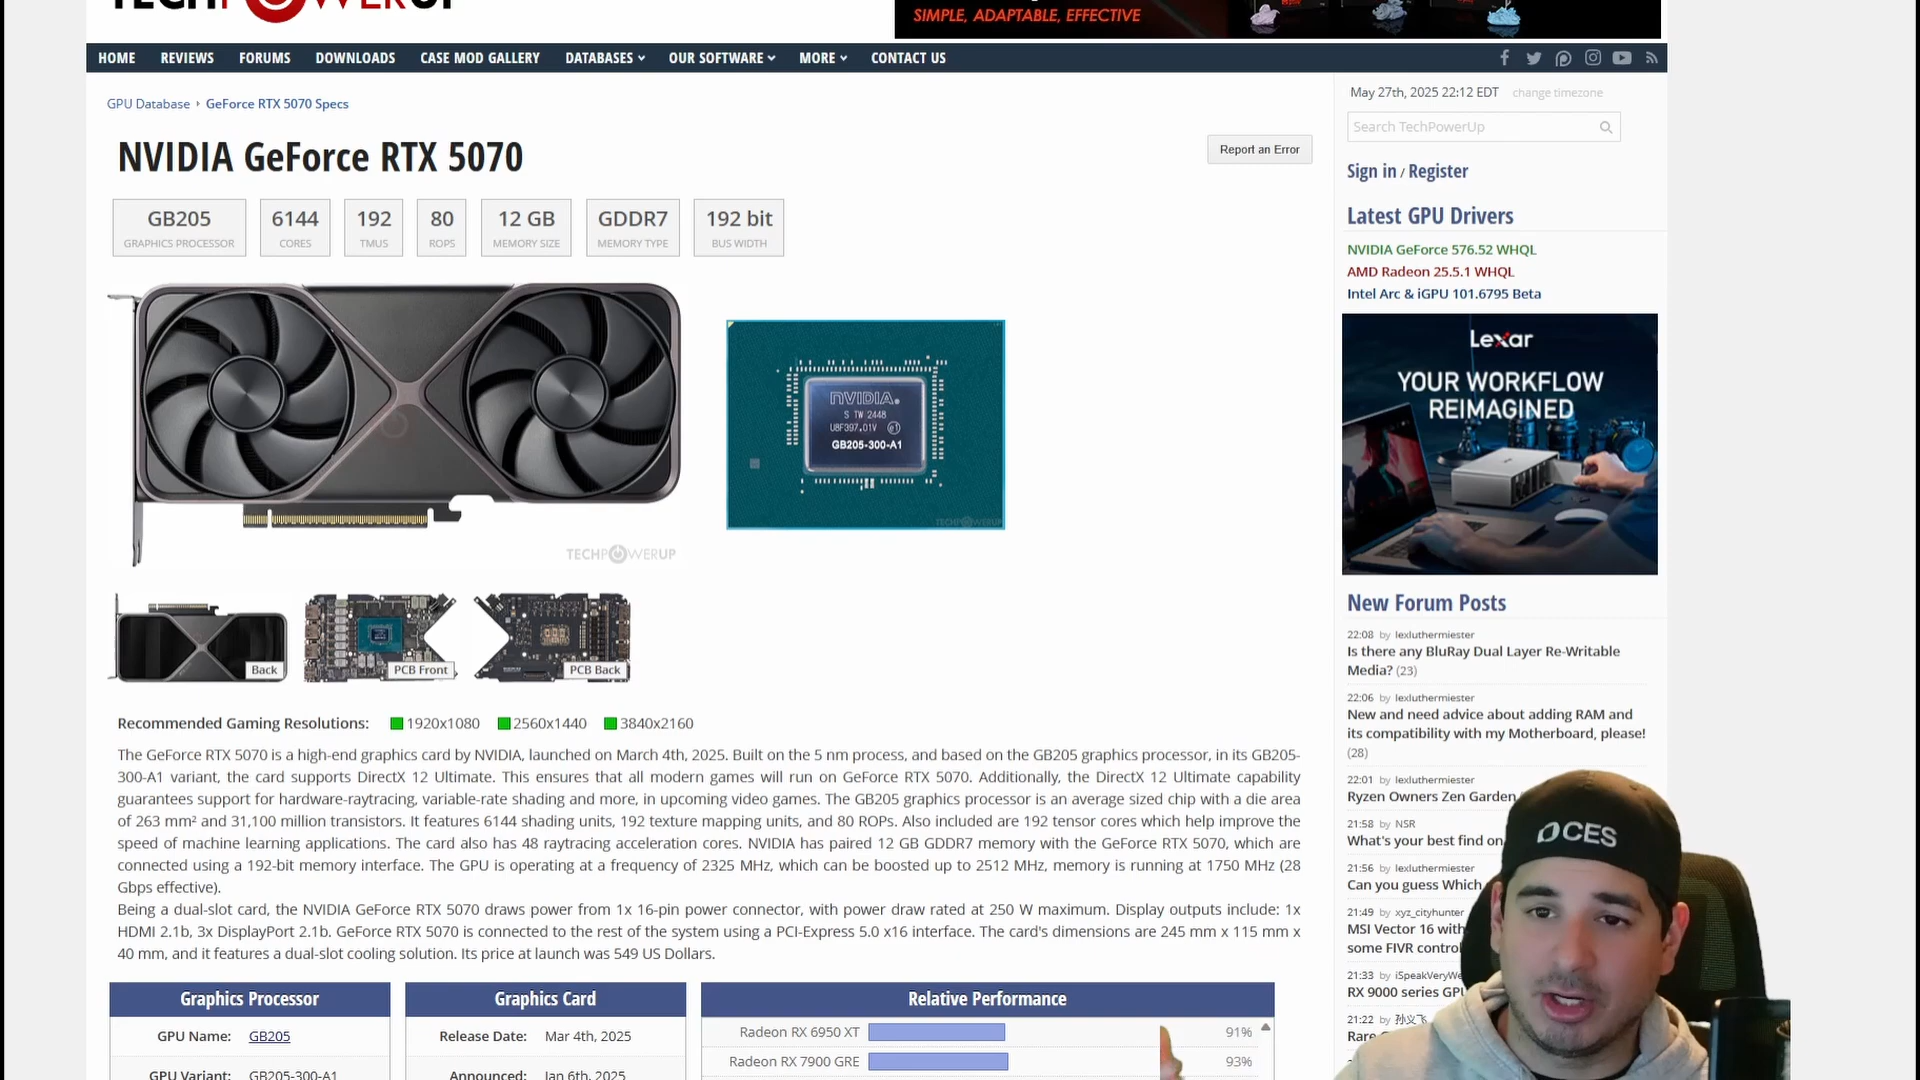 TECHPOWERUP
SIMPLE, ADAPTABLE, EFFECTIVE
HOME REVIEWS FORUMS DOWNLOADS CASE MOD GALLERY DATABASES OUR SOFTWARE MORE CONTACT US
GPU Database › GeForce RTX 5070 Specs
NVIDIA GeForce RTX 5070
Report an Error
GB205 6144 192 80 12 GB GDDR7 192 bit
GRAPHICS PROCESSOR CORES TMUS ROPS MEMORY SIZE MEMORY TYPE BUS WIDTH
NVIDIA.
S TW 2448
U8F397.01V e1
GB205-300-A1
TECHPOWERUP
TECHPOWERUP
Back
PCB Front
PCB Back
Recommended Gaming Resolutions: 1920x1080 2560x1440 3840x2160
The GeForce RTX 5070 is a high-end graphics card by NVIDIA, launched on March 4th, 2025. Built on the 5 nm process, and based on the GB205 graphics processor, in its GB205-
300-A1 variant, the card supports DirectX 12 Ultimate. This ensures that all modern games will run on GeForce RTX 5070. Additionally, the DirectX 12 Ultimate capability
guarantees support for hardware-raytracing, variable-rate shading and more, in upcoming video games. The GB205 graphics processor is an average sized chip with a die area
of 263 mm² and 31,100 million transistors. It features 6144 shading units, 192 texture mapping units, and 80 ROPs. Also included are 192 tensor cores which help improve the
speed of machine learning applications. The card also has 48 raytracing acceleration cores. NVIDIA has paired 12 GB GDDR7 memory with the GeForce RTX 5070, which are
connected using a 192-bit memory interface. The GPU is operating at a frequency of 2325 MHz, which can be boosted up to 2512 MHz, memory is running at 1750 MHz (28
Gbps effective).
Being a dual-slot card, the NVIDIA GeForce RTX 5070 draws power from 1x 16-pin power connector, with power draw rated at 250 W maximum. Display outputs include: 1x
HDMI 2.1b, 3x DisplayPort 2.1b. GeForce RTX 5070 is connected to the rest of the system using a PCI-Express 5.0 x16 interface. The card's dimensions are 245 mm x 115 mm x
40 mm, and it features a dual-slot cooling solution. Its price at launch was 549 US Dollars.
Graphics Processor
GPU Name: GB205
GPU Variant: GB205-300-A1
Graphics Card
Release Date: Mar 4th, 2025
Announced: Jan 6th, 2025
Relative Performance
Radeon RX 6950 XT 91%
Radeon RX 7900 GRE 93%
May 27th, 2025 22:12 EDT change timezone
Search TechPowerUp
Sign in / Register
Latest GPU Drivers
NVIDIA GeForce 576.52 WHQL
AMD Radeon 25.5.1 WHQL
Intel Arc & iGPU 101.6795 Beta
Lexar
YOUR WORKFLOW
REIMAGINED
New Forum Posts
22:08 by lexluthermiester
Is there any BluRay Dual Layer Re-Writable
Media? (23)
22:06 by lexluthermiester
New and need advice about adding RAM and
its compatibility with my Motherboard, please!
(28)
22:01 by lexluthermiester
Ryzen Owners Zen Garden
21:58 by NSR
What's your best find on
21:56 by lexluthermiester
Can you guess Which
21:49 by xyz_cityhunter
MSI Vector 16 with
some FIVR control
21:33 by iSpeakVeryWe
RX 9000 series GPU
21:22 by 孙义飞
Rare
OCES